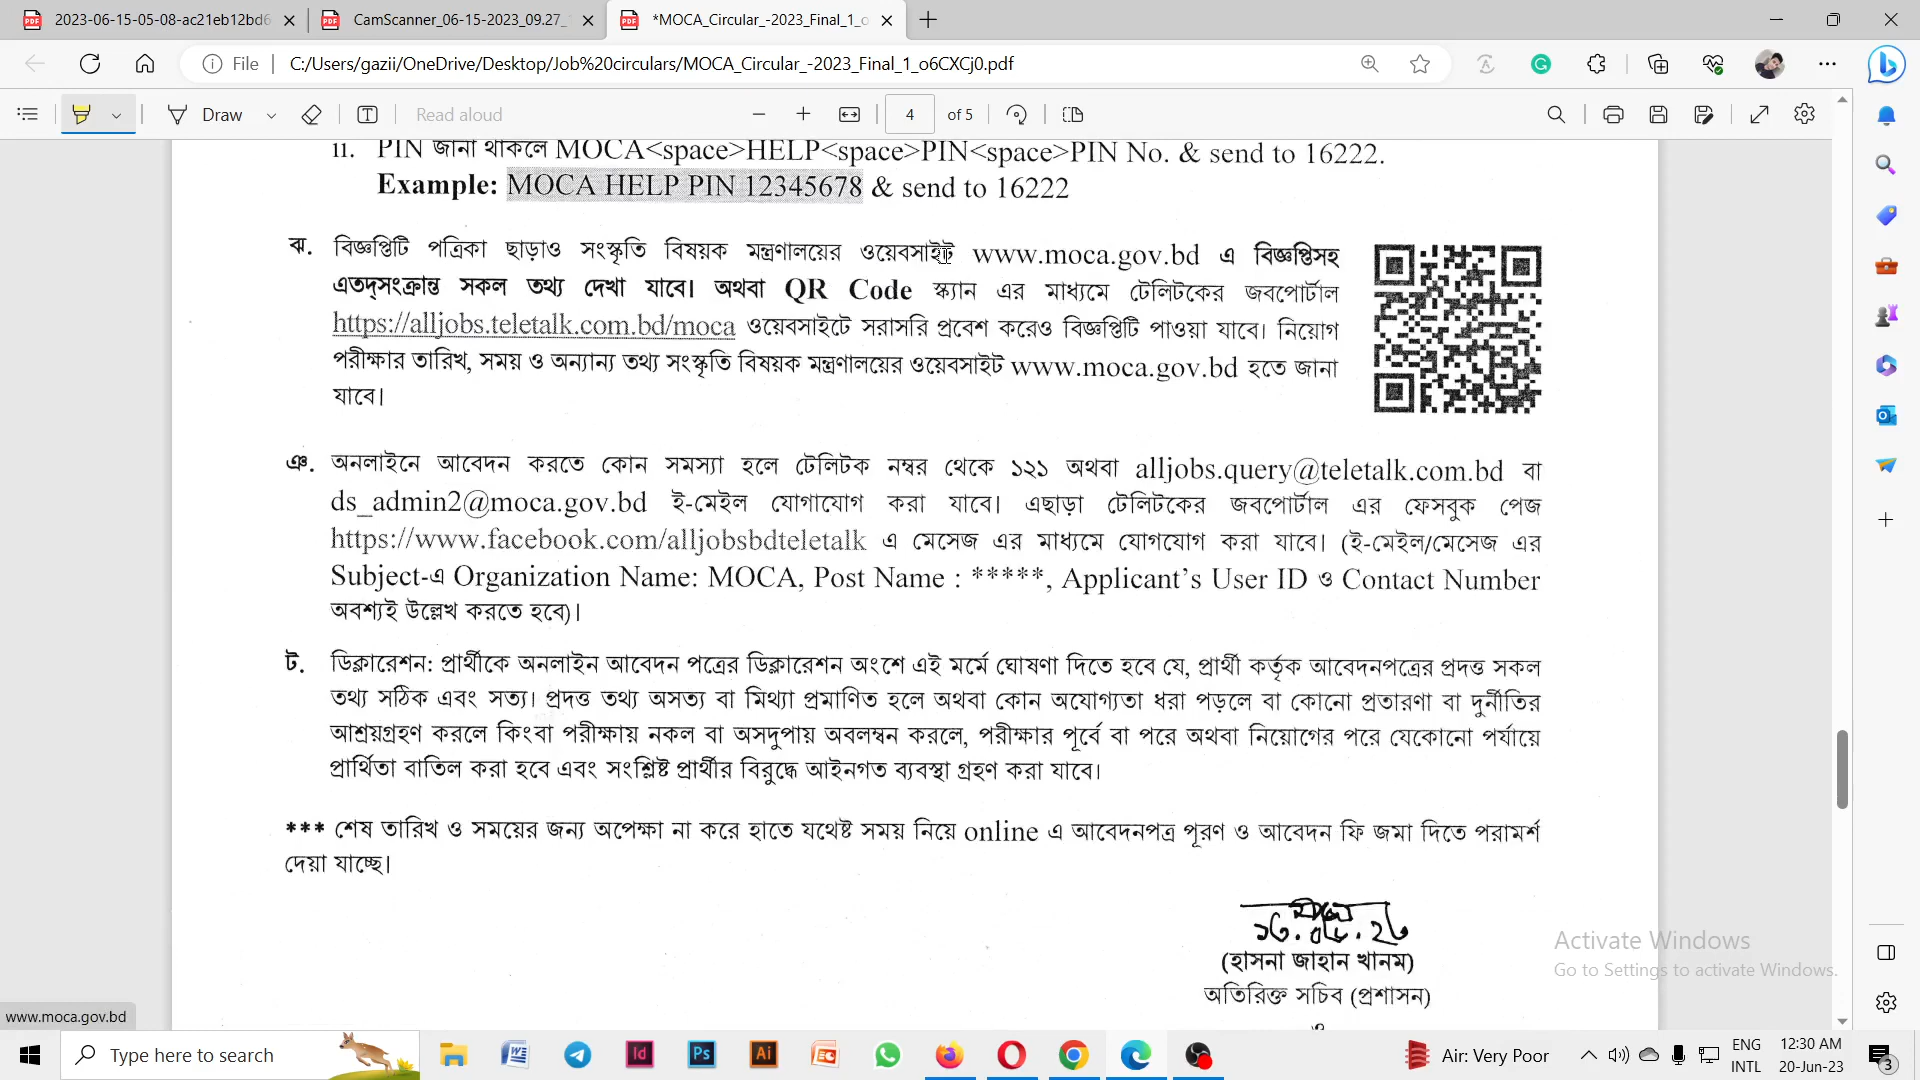 2023-06-15-05-08-ac21eb12bd6
CamScanner_06-15-2023_09.27_
*MOCA_Circular_-2023_Final_1_o
File
C:/Users/gazii/OneDrive/Desktop/Job%20circulars/MOCA_Circular_-2023_Final_1_o6CXCj0.pdf
Draw
Read aloud
4 of 5
11. PIN জানা থাকলে MOCA<space>HELP<space>PIN<space>PIN No. & send to 16222.
Example: MOCA HELP PIN 12345678 & send to 16222
ঝ. বিজ্ঞপ্তিটি পত্রিকা ছাড়াও সংস্কৃতি বিষয়ক মন্ত্রণালয়ের ওয়েবসাইট www.moca.gov.bd এ বিজ্ঞপ্তিসহ
এতদ্‌সংক্রান্ত সকল তথ্য দেখা যাবে। অথবা QR Code স্ক্যান এর মাধ্যমে টেলিটকের জবপোর্টাল
https://alljobs.teletalk.com.bd/moca ওয়েবসাইটে সরাসরি প্রবেশ করেও বিজ্ঞপ্তিটি পাওয়া যাবে। নিয়োগ
পরীক্ষার তারিখ, সময় ও অন্যান্য তথ্য সংস্কৃতি বিষয়ক মন্ত্রণালয়ের ওয়েবসাইট www.moca.gov.bd হতে জানা
যাবে।
ঞ. অনলাইনে আবেদন করতে কোন সমস্যা হলে টেলিটক নম্বর থেকে ১২১ অথবা alljobs.query@teletalk.com.bd বা
ds_admin2@moca.gov.bd ই-মেইল যোগাযোগ করা যাবে। এছাড়া টেলিটকের জবপোর্টাল এর ফেসবুক পেজ
https://www.facebook.com/alljobsbdteletalk এ মেসেজ এর মাধ্যমে যোগযোগ করা যাবে। (ই-মেইল/মেসেজ এর
Subject-এ Organization Name: MOCA, Post Name : *****, Applicant's User ID ও Contact Number
অবশ্যই উল্লেখ করতে হবে)।
ট. ডিক্লারেশন: প্রার্থীকে অনলাইন আবেদন পত্রের ডিক্লারেশন অংশে এই মর্মে ঘোষণা দিতে হবে যে, প্রার্থী কর্তৃক আবেদনপত্রের প্রদত্ত সকল
তথ্য সঠিক এবং সত্য। প্রদত্ত তথ্য অসত্য বা মিথ্যা প্রমাণিত হলে অথবা কোন অযোগ্যতা ধরা পড়লে বা কোনো প্রতারণা বা দুর্নীতির
আশ্রয়গ্রহণ করলে কিংবা পরীক্ষায় নকল বা অসদুপায় অবলম্বন করলে, পরীক্ষার পূর্বে বা পরে অথবা নিয়োগের পরে যেকোনো পর্যায়ে
প্রার্থিতা বাতিল করা হবে এবং সংশ্লিষ্ট প্রার্থীর বিরুদ্ধে আইনগত ব্যবস্থা গ্রহণ করা যাবে।
*** শেষ তারিখ ও সময়ের জন্য অপেক্ষা না করে হাতে যথেষ্ট সময় নিয়ে online এ আবেদনপত্র পূরণ ও আবেদন ফি জমা দিতে পরামর্শ
দেয়া যাচ্ছে।
(হাসনা জাহান খানম)
অতিরিক্ত সচিব (প্রশাসন)
Activate Windows
Go to Settings to activate Windows.
www.moca.gov.bd
Type here to search
Air: Very Poor
ENG
INTL
12:30 AM
20-Jun-23
3